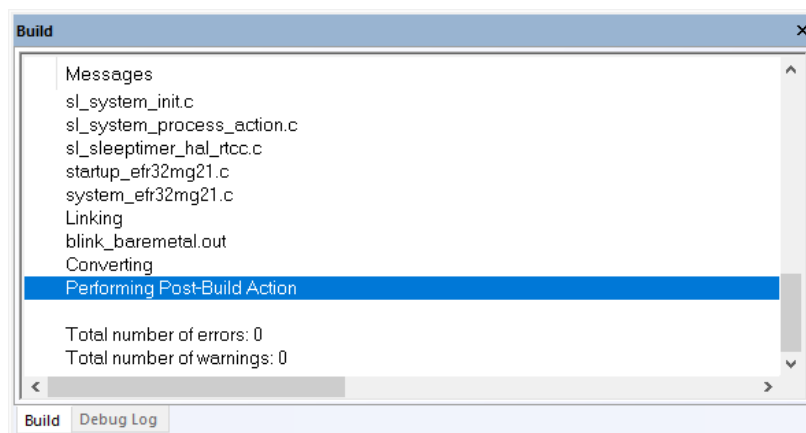 Build
Messages
sl_system_init.c
sl_system_process_action.c
sl_sleeptimer_hal_rtcc.c
startup_efr32mg21.c
system_efr32mg21.c
Linking
blink_baremetal.out
Converting
Performing Post-Build Action
Total number of errors: 0
Total number of warnings: 0
Build Debug Log